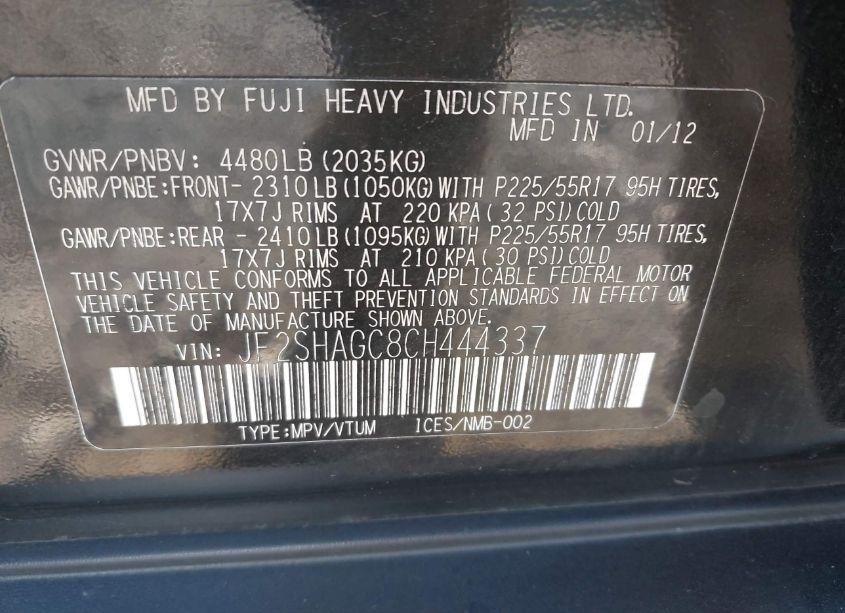 MFD BY FUJI HEAVY INDUSTRIES LTD.
MFD IN 01/12
GVWR/PNBV: 4480LB(2035KG)
GAWR/PNBE:FRONT- 2310LB(1050KG)WITH P225/55R17 95H TIRES,
17X7J RIMS AT 220 KPA( 32 PSI)COLD
GAWR/PNBE:REAR - 2410LB(1095KG)WITH P225/55R17 95H TIRES,
17X7J RIMS AT 210 KPA( 30 PSI)COLD
THIS VEHICLE CONFORMS TO ALL APPLICABLE FEDERAL MOTOR
VEHICLE SAFETY AND THEFT PREVENTION STANDARDS IN EFFECT ON
THE DATE OF MANUFACTURE SHOWN ABOVE.
VIN: JF2SHAGC8CH444337
TYPE:MPV/VTUM ICES/NMB-002